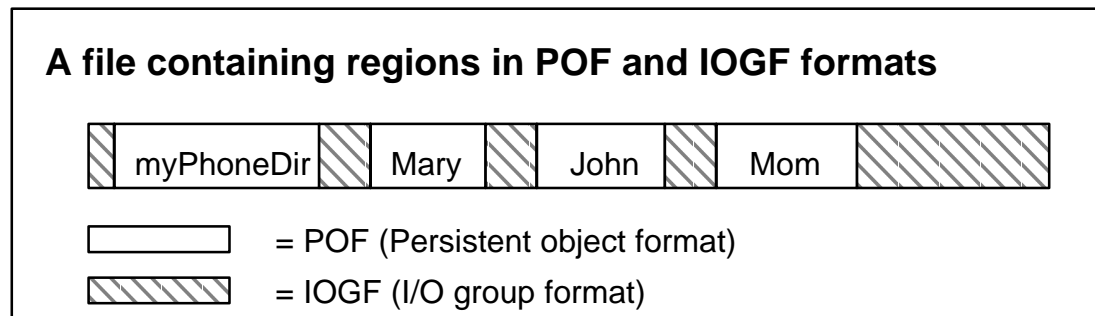 A file containing regions in POF and IOGF formats
myPhoneDir Mary John Mom
= POF (Persistent object format)
= IOGF (I/O group format)